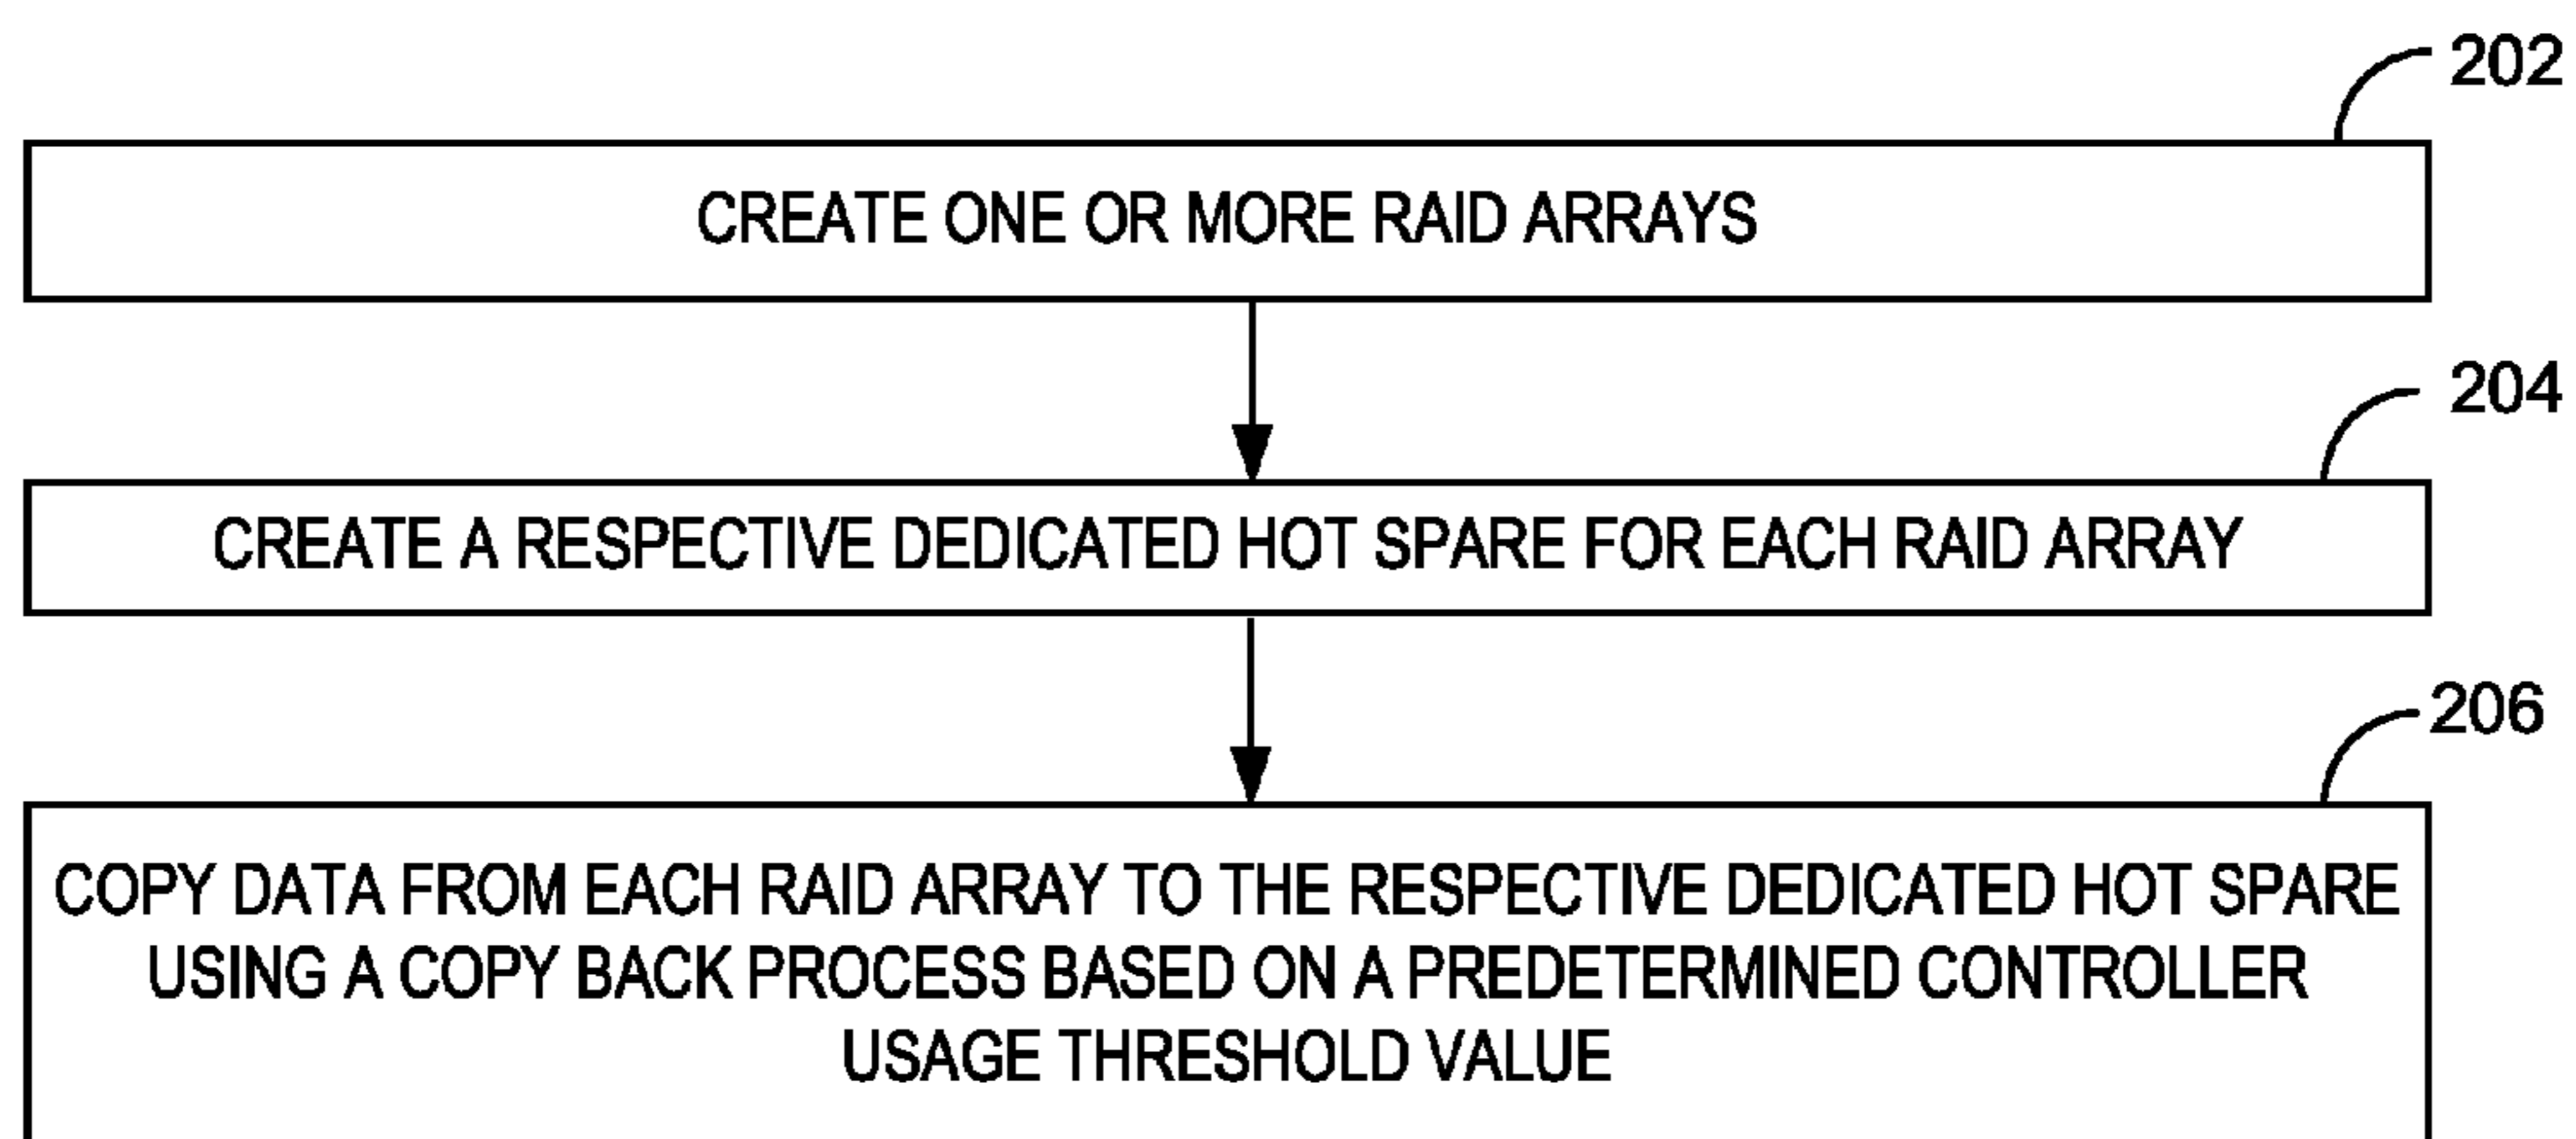 202
CREATE ONE OR MORE RAID ARRAYS
204
CREATE A RESPECTIVE DEDICATED HOT SPARE FOR EACH RAID ARRAY
206
COPY DATA FROM EACH RAID ARRAY TO THE RESPECTIVE DEDICATED HOT SPARE
USING A COPY BACK PROCESS BASED ON A PREDETERMINED CONTROLLER
USAGE THRESHOLD VALUE